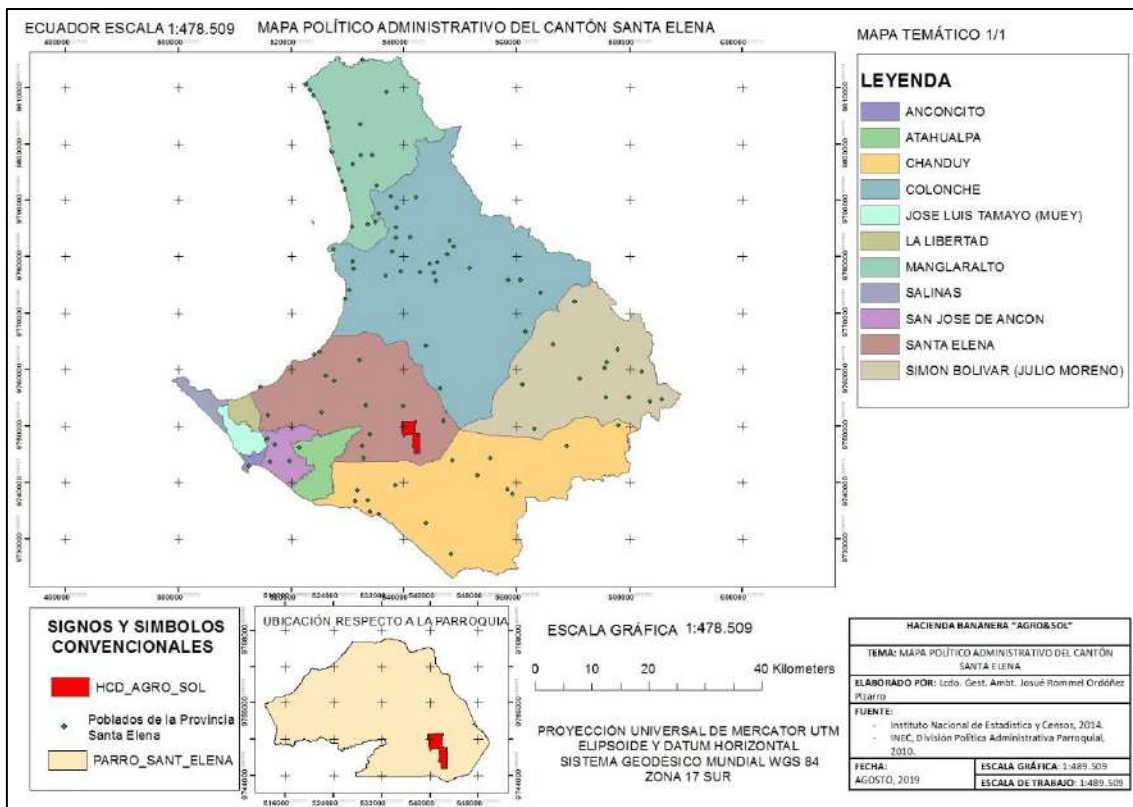 ECUADOR ESCALA 1:478.509 MAPA POLÍTICO ADMINISTRATIVO DEL CANTÓN SANTA ELENA
MAPA TEMÁTICO 1/1
LEYENDA
ANCONCITO
ATAHUALPA
CHANDUY
COLONCHE
JOSE LUIS TAMAYO (MUEY)
LA LIBERTAD
MANGLARALTO
SALINAS
SAN JOSE DE ANCON
SANTA ELENA
SIMON BOLIVAR (JULIO MORENO)
SIGNOS Y SIMBOLOS
CONVENCIONALES
HCD_AGRO_SOL
Poblados de la Provincia
Santa Elena
PARRO_SANT_ELENA
UBICACIÓN RESPECTO A LA PARROQUIA
ESCALA GRÁFICA 1:478.509
0 10 20 40 Kilometers
PROYECCIÓN UNIVERSAL DE MERCATOR UTM
ELIPSOIDE Y DATUM HORIZONTAL
SISTEMA GEODÉSICO MUNDIAL WGS 84
ZONA 17 SUR
HACIENDA BANANERA "AGRO&SOL"
TEMA: MAPA POLÍTICO ADMINISTRATIVO DEL CANTÓN
SANTA ELENA
ELABORADO POR: Lcdo. Gest. Ambt. Josué Rommel Ordóñez
Pizarro
FUENTE:
- Instituto Nacional de Estadística y Censos, 2014.
- INEC, División Política Administrativa Parroquial,
2010.
FECHA:
AGOSTO, 2019
ESCALA GRÁFICA: 1:489.509
ESCALA DE TRABAJO: 1:489.509